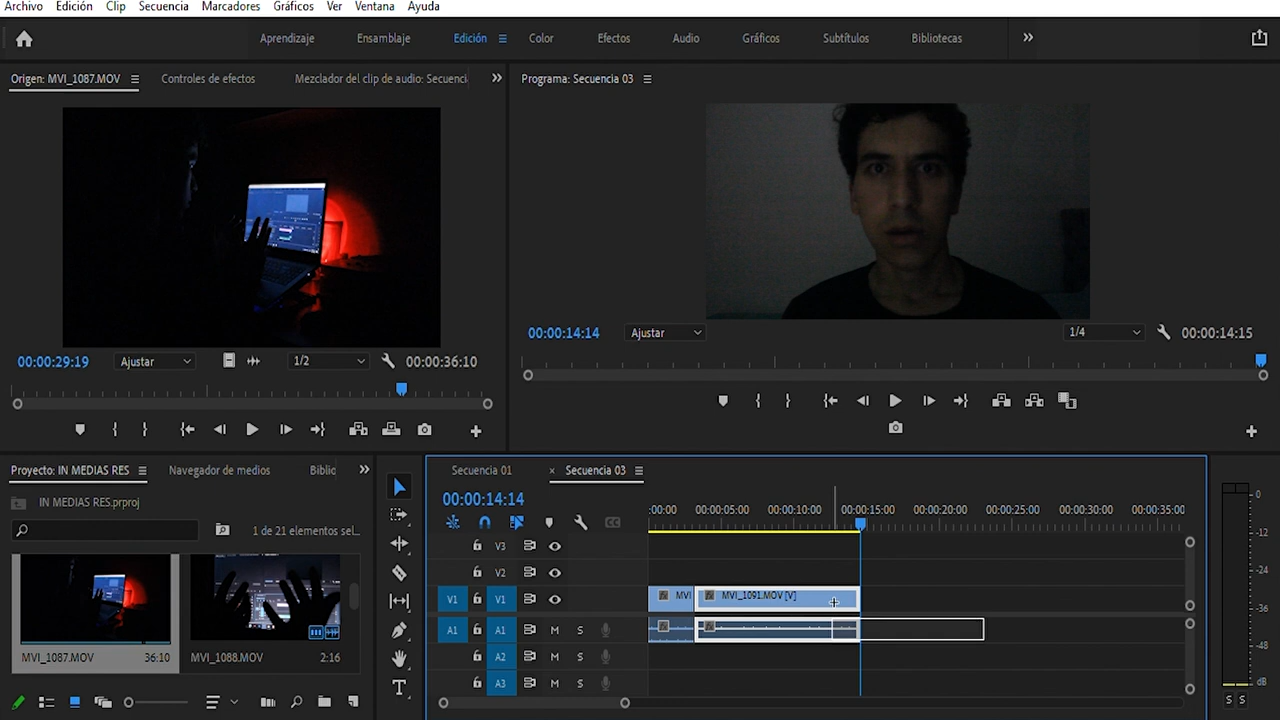 Archivo Edición Clip Secuencia Marcadores Gráficos Ver Ventana Ayuda
Aprendizaje Ensamblaje Edición Color Efectos Audio Gráficos Subtítulos Bibliotecas
Origen: MVI_1087.MOV Controles de efectos Mezclador del clip de audio: Secuenci
Programa: Secuencia 03
00:00:29:19 Ajustar 1/2 00:00:36:10
00:00:14:14 Ajustar 1/4 00:00:14:15
Proyecto: IN MEDIAS RES Navegador de medios Biblio
IN MEDIAS RES.prproj
1 de 21 elementos sel...
MVI_1087.MOV 36:10 MVI_1088.MOV 2:16
Secuencia 01 × Secuencia 03
00:00:14:14
:00:00 00:00:05:00 00:00:10:00 00:00:15:00 00:00:20:00 00:00:25:00 00:00:30:00 00:00:35:00
V3
V2
V1 V1 MVI MVI_1091.MOV [V]
A1 A1 M S
A2 M S
A3 M S
0
-12
-24
-36
-48
dB
S S